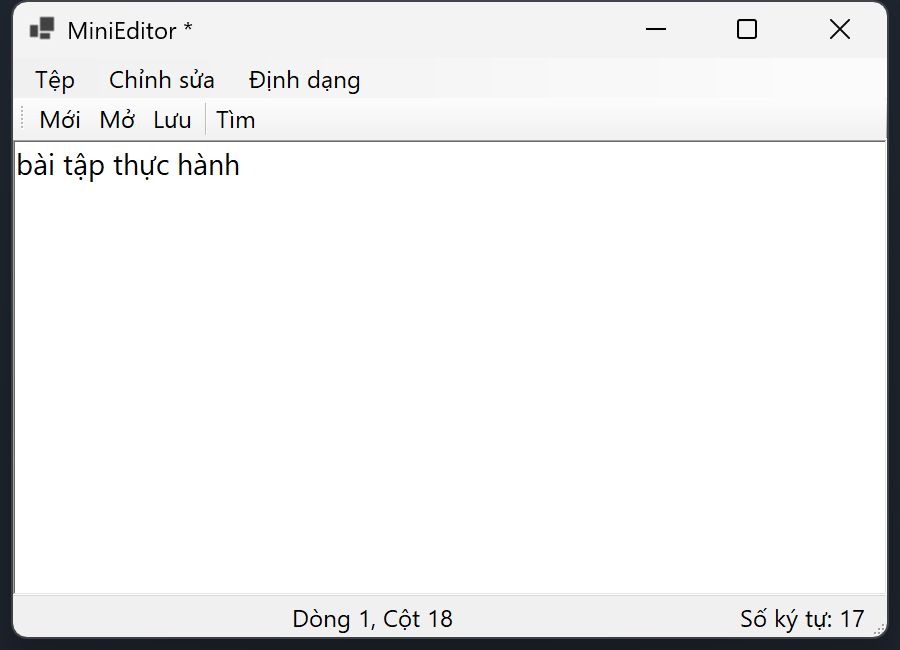 MiniEditor *
Tệp Chỉnh sửa Định dạng
Mới Mở Lưu Tìm
bài tập thực hành
Dòng 1, Cột 18 Số ký tự: 17